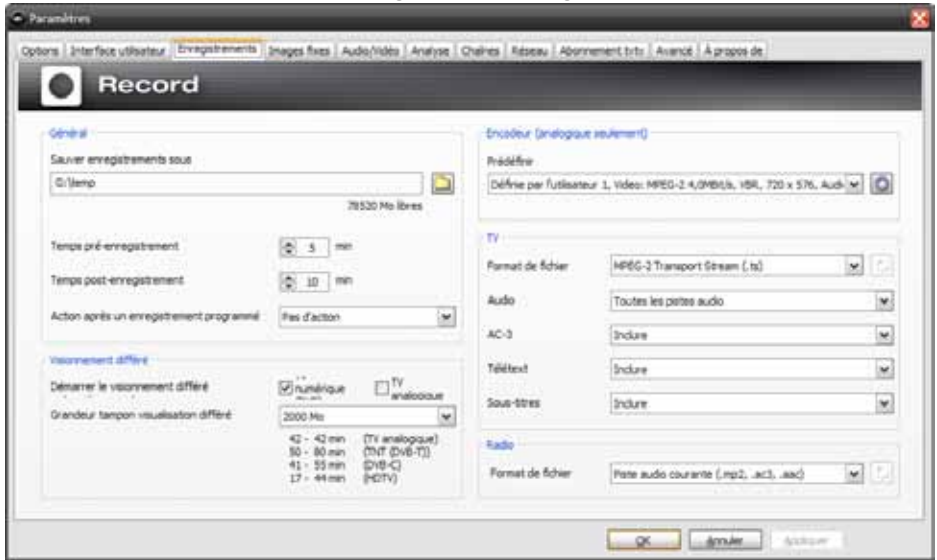 Paramètres
Options Interface utilisateur Enregistrements Images fixes Audio/Vidéo Analyse Chaînes Réseau Abonnement tvtv Avancé À propos de
Record
Général
Sauver enregistrements sous
G:\temp
78520 Mo libres
Temps pré-enregistrement 5 min
Temps post-enregistrement 10 min
Action après un enregistrement programmé Pas d'action
Visionnement différé
Démarrer le visionnement différé numérique TV analogique
Grandeur tampon visualisation différé 2000 Mo
42 - 42 min (TV analogique)
50 - 80 min (TNT (DVB-T))
41 - 55 min (DVB-C)
17 - 44 min (HDTV)
Encodeur (analogique seulement)
Prédéfinir
Définie par l'utilisateur 1, Video: MPEG-2 4,0MBit/s, VBR, 720 x 576, Audi
TV
Format de fichier MPEG-2 Transport Stream (.ts)
Audio Toutes les pistes audio
AC-3 Inclure
Télétext Inclure
Sous-titres Inclure
Radio
Format de fichier Piste audio courante (.mp2, .ac3, .aac)
OK Annuler Appliquer